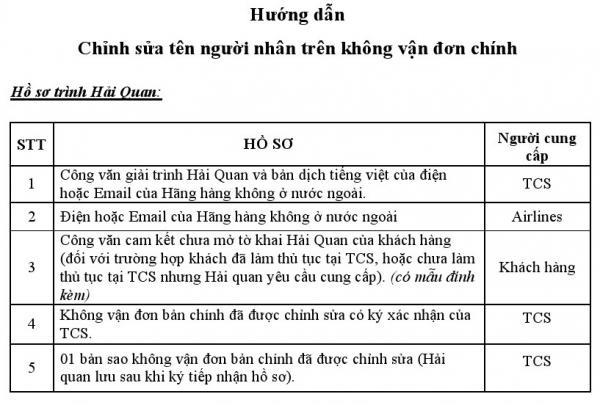 Hướng dẫn
Chỉnh sửa tên người nhân trên không vận đơn chính
Hồ sơ trình Hải Quan:
STT
HỒ SƠ
Người cung
cấp
1
Công văn giải trình Hải Quan và bản dịch tiếng việt của điện
hoặc Email của Hãng hàng không ở nước ngoài.
TCS
2
Điện hoặc Email của Hãng hàng không ở nước ngoài
Airlines
3
Công văn cam kết chưa mở tờ khai Hải Quan của khách hàng
(đối với trường hợp khách đã làm thủ tục tại TCS, hoặc chưa làm
thủ tục tại TCS nhưng Hải quan yêu cầu cung cấp). (có mẫu đính
kèm)
Khách hàng
4
Không vận đơn bản chính đã được chỉnh sửa có ký xác nhận của
TCS.
TCS
5
01 bản sao không vận đơn bản chính đã được chỉnh sửa (Hải
quan lưu sau khi ký tiếp nhận hồ sơ).
TCS